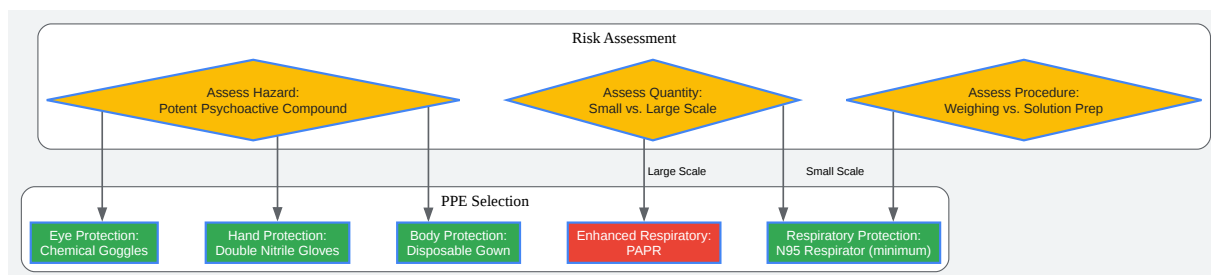 Risk Assessment
Assess Hazard:
Potent Psychoactive Compound
Assess Quantity:
Small vs. Large Scale
Assess Procedure:
Weighing vs. Solution Prep
Large Scale
Small Scale
PPE Selection
Eye Protection:
Chemical Goggles
Hand Protection:
Double Nitrile Gloves
Body Protection:
Disposable Gown
Enhanced Respiratory:
PAPR
Respiratory Protection:
N95 Respirator (minimum)